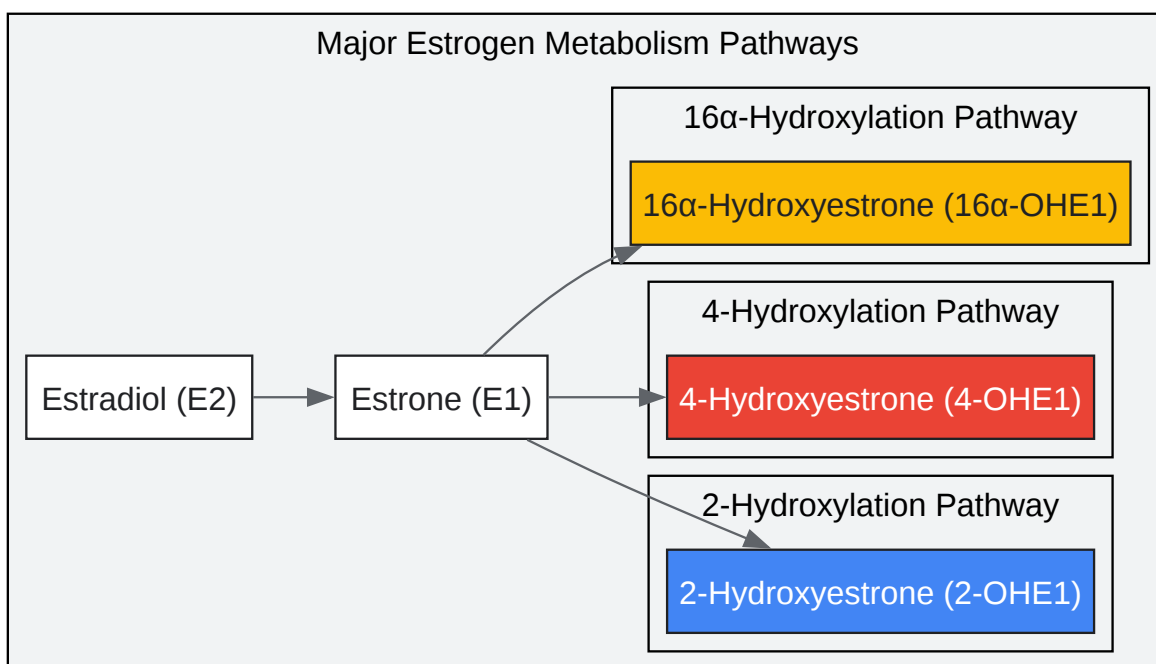 Major Estrogen Metabolism Pathways
16α-Hydroxylation Pathway
16α-Hydroxyestrone (16α-OHE1)
4-Hydroxylation Pathway
Estradiol (E2)
Estrone (E1)
4-Hydroxyestrone (4-OHE1)
2-Hydroxylation Pathway
2-Hydroxyestrone (2-OHE1)